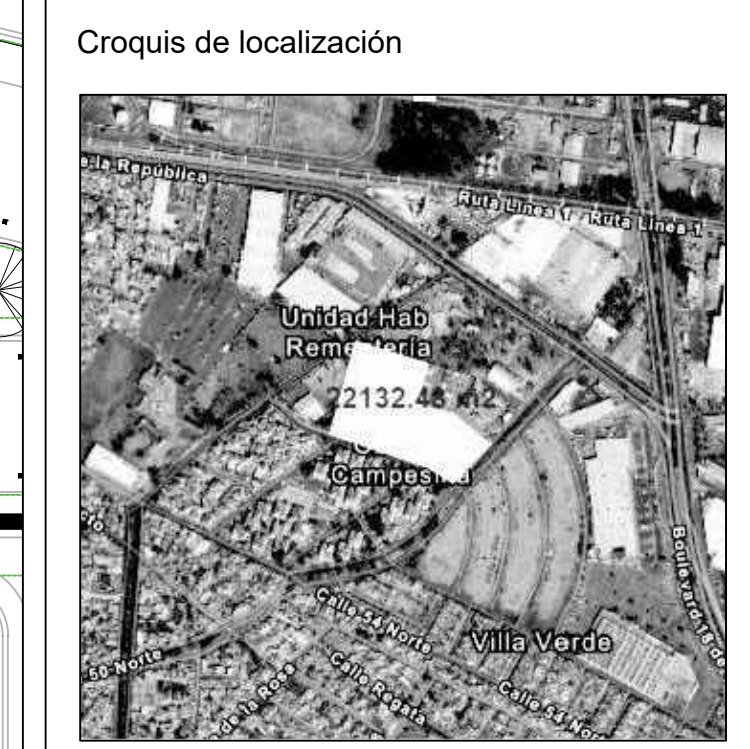 Croquis de localización
la República
Ruta Línea 1
Ruta Línea 1
Unidad Hab
Rementería
22132.48 m2
Campesina
Boulevard 18 de
Calle 54 Norte
Villa Verde
50 Norte
de la Rosa
Calle Regata
Calle 54 Nor